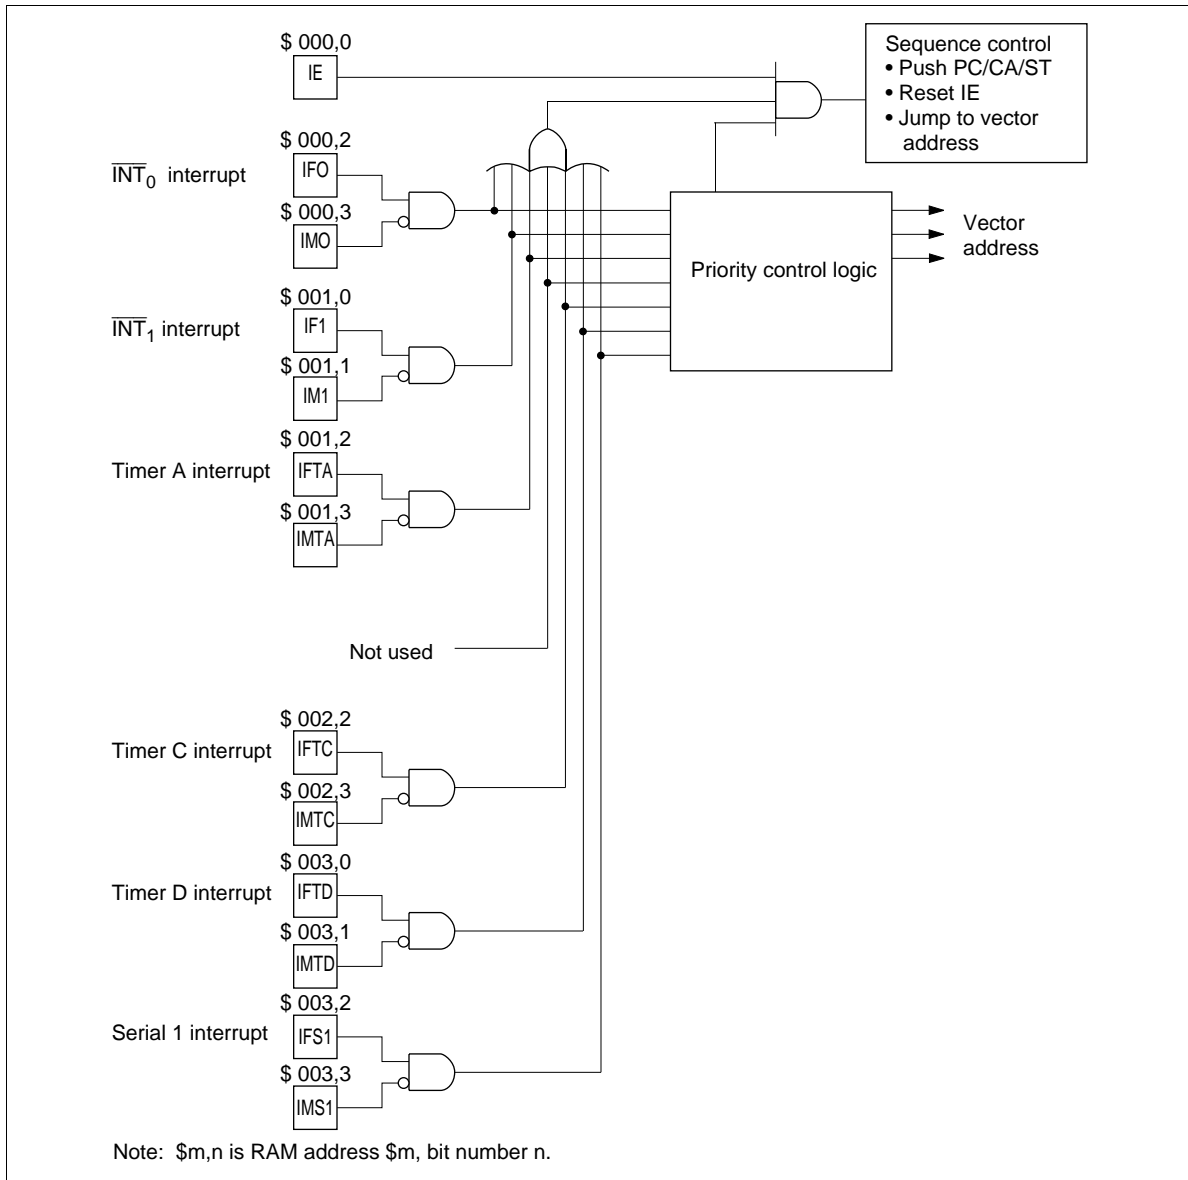 $ 000,0
IE
Sequence control
• Push PC/CA/ST
• Reset IE
• Jump to vector
address
$ 000,2
INT0 interrupt
IFO
$ 000,3
IMO
Priority control logic
Vector
address
$ 001,0
INT1 interrupt
IF1
$ 001,1
IM1
$ 001,2
Timer A interrupt
IFTA
$ 001,3
IMTA
Not used
$ 002,2
Timer C interrupt
IFTC
$ 002,3
IMTC
$ 003,0
Timer D interrupt
IFTD
$ 003,1
IMTD
$ 003,2
Serial 1 interrupt
IFS1
$ 003,3
IMS1
Note: $m,n is RAM address $m, bit number n.